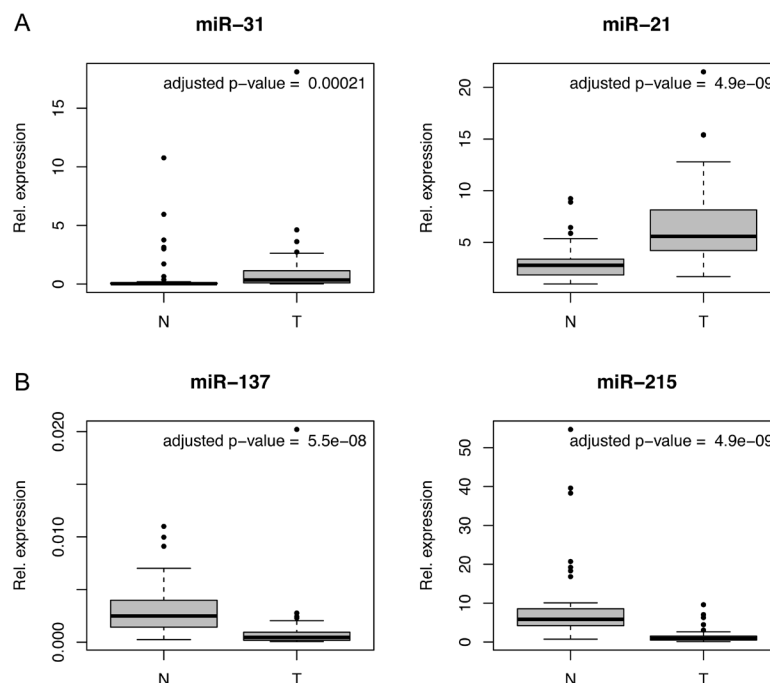 A
miR−31
miR−21
adjusted p−value = 0.00021
adjusted p−value = 4.9e−09
Rel. expression
0
5
10
15
N
T
Rel. expression
5
10
15
20
N
T
B
miR−137
miR−215
adjusted p−value = 5.5e−08
adjusted p−value = 4.9e−09
Rel. expression
0.000
0.010
0.020
N
T
Rel. expression
0
10
20
30
40
50
N
T